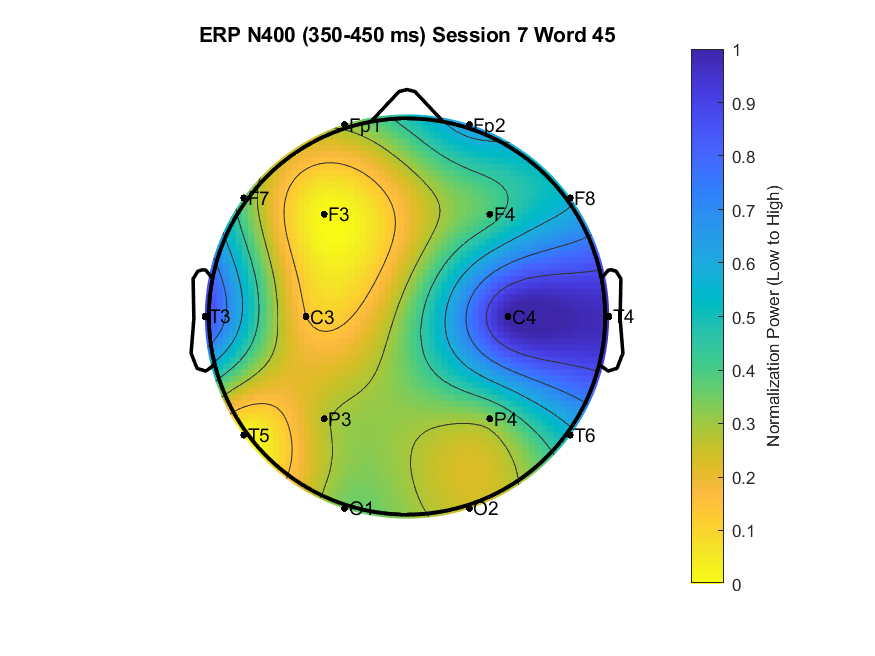 ERP N400 (350-450 ms) Session 7 Word 45
Fp1
Fp2
F7
F3
F4
F8
T3
C3
C4
T4
T5
P3
P4
T6
O1
O2
1
0.9
0.8
0.7
0.6
0.5
0.4
0.3
0.2
0.1
0
Normalization Power (Low to High)